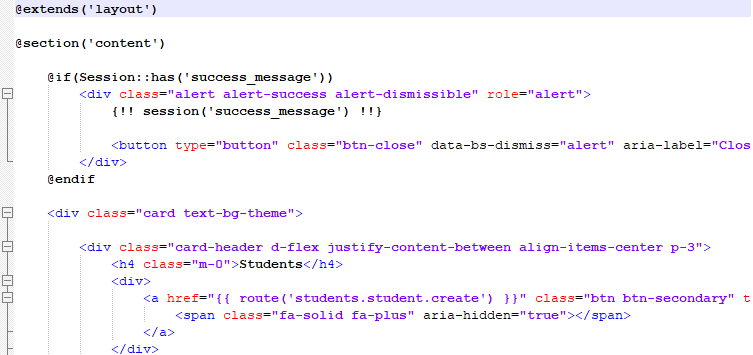 @extends('layout')
@section('content')
@if(Session::has('success_message'))
<div class="alert alert-success alert-dismissible" role="alert">
{!! session('success_message') !!}
<button type="button" class="btn-close" data-bs-dismiss="alert" aria-label="Clos
</div>
@endif
<div class="card text-bg-theme">
<div class="card-header d-flex justify-content-between align-items-center p-3">
<h4 class="m-0">Students</h4>
<div>
<a href="{{ route('students.student.create') }}" class="btn btn-secondary" t
<span class="fa-solid fa-plus" aria-hidden="true"></span>
</a>
</div>